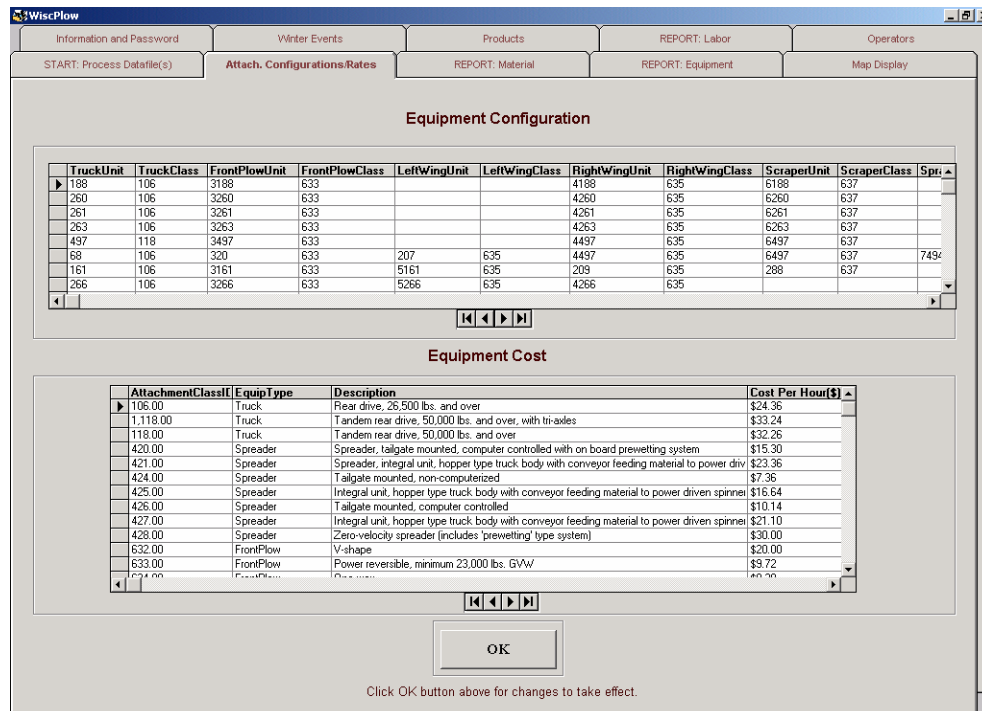 WiscPlow
Information and Password Winter Events Products REPORT: Labor Operators
START: Process Datafile(s) Attach. Configurations/Rates REPORT: Material REPORT: Equipment Map Display
Equipment Configuration
TruckUnit TruckClass FrontPlowUnit FrontPlowClass LeftWingUnit LeftWingClass RightWingUnit RightWingClass ScraperUnit ScraperClass Spra
188 106 3188 633 4188 635 6188 637
260 106 3260 633 4260 635 6260 637
261 106 3261 633 4261 635 6261 637
263 106 3263 633 4263 635 6263 637
497 118 3497 633 4497 635 6497 637
68 106 320 633 207 635 4497 635 6497 637 7494
161 106 3161 633 5161 635 209 635 288 637
266 106 3266 633 5266 635 4266 635
Equipment Cost
AttachmentClassID EquipType Description Cost Per Hour($)
106.00 Truck Rear drive, 26,500 lbs. and over $24.36
1,118.00 Truck Tandem rear drive, 50,000 lbs. and over, with tri-axles $33.24
118.00 Truck Tandem rear drive, 50,000 lbs. and over $32.26
420.00 Spreader Spreader, tailgate mounted, computer controlled with on board prewetting system $15.30
421.00 Spreader Spreader, integral unit, hopper type truck body with conveyor feeding material to power driv $23.36
424.00 Spreader Tailgate mounted, non-computerized $7.36
425.00 Spreader Integral unit, hopper type truck body with conveyor feeding material to power driven spinner $16.64
426.00 Spreader Tailgate mounted, computer controlled $10.14
427.00 Spreader Integral unit, hopper type truck body with conveyor feeding material to power driven spinner $21.10
428.00 Spreader Zero-velocity spreader (includes 'prewetting' type system) $30.00
632.00 FrontPlow V-shape $20.00
633.00 FrontPlow Power reversible, minimum 23,000 lbs. GVW $9.72
OK
Click OK button above for changes to take effect.